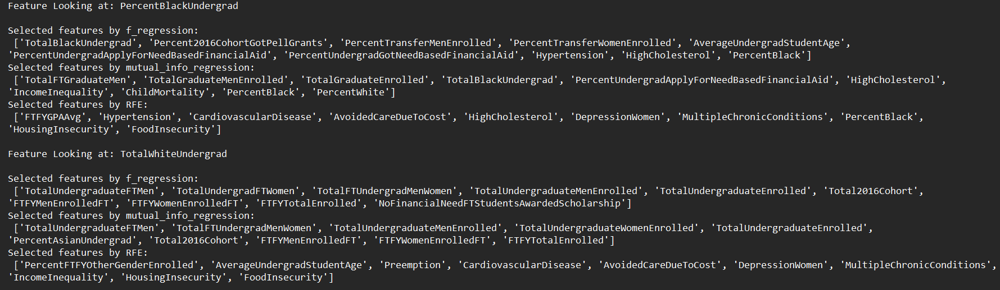 Feature Looking at: PercentBlackUndergrad
Selected features by f_regression:
['TotalBlackUndergrad', 'Percent2016CohortGotPellGrants', 'PercentTransferMenEnrolled', 'PercentTransferWomenEnrolled', 'AverageUndergradStudentAge',
'PercentUndergradApplyForNeedBasedFinancialAid', 'PercentUndergradGotNeedBasedFinancialAid', 'Hypertension', 'HighCholesterol', 'PercentBlack']
Selected features by mutual_info_regression:
['TotalFTGraduateMen', 'TotalGraduateMenEnrolled', 'TotalGraduateEnrolled', 'TotalBlackUndergrad', 'PercentUndergradApplyForNeedBasedFinancialAid', 'HighCholesterol',
'IncomeInequality', 'ChildMortality', 'PercentBlack', 'PercentWhite']
Selected features by RFE:
['FTFYGPAAvg', 'Hypertension', 'CardiovascularDisease', 'AvoidedCareDueToCost', 'HighCholesterol', 'DepressionWomen', 'MultipleChronicConditions', 'PercentBlack',
'HousingInsecurity', 'FoodInsecurity']
Feature Looking at: TotalWhiteUndergrad
Selected features by f_regression:
['TotalUndergraduateFTMen', 'TotalUndergradFTWomen', 'TotalFTUndergradMenWomen', 'TotalUndergraduateMenEnrolled', 'TotalUndergraduateEnrolled', 'Total2016Cohort',
'FTFYMenEnrolledFT', 'FTFYWomenEnrolledFT', 'FTFYTotalEnrolled', 'NoFinancialNeedFTStudentsAwardedScholarship']
Selected features by mutual_info_regression:
['TotalUndergraduateFTMen', 'TotalFTUndergradMenWomen', 'TotalUndergraduateMenEnrolled', 'TotalUndergraduateWomenEnrolled', 'TotalUndergraduateEnrolled',
'PercentAsianUndergrad', 'Total2016Cohort', 'FTFYMenEnrolledFT', 'FTFYWomenEnrolledFT', 'FTFYTotalEnrolled']
Selected features by RFE:
['PercentFTFYOtherGenderEnrolled', 'AverageUndergradStudentAge', 'Preemption', 'CardiovascularDisease', 'AvoidedCareDueToCost', 'DepressionWomen', 'MultipleChronicConditions',
'IncomeInequality', 'HousingInsecurity', 'FoodInsecurity']